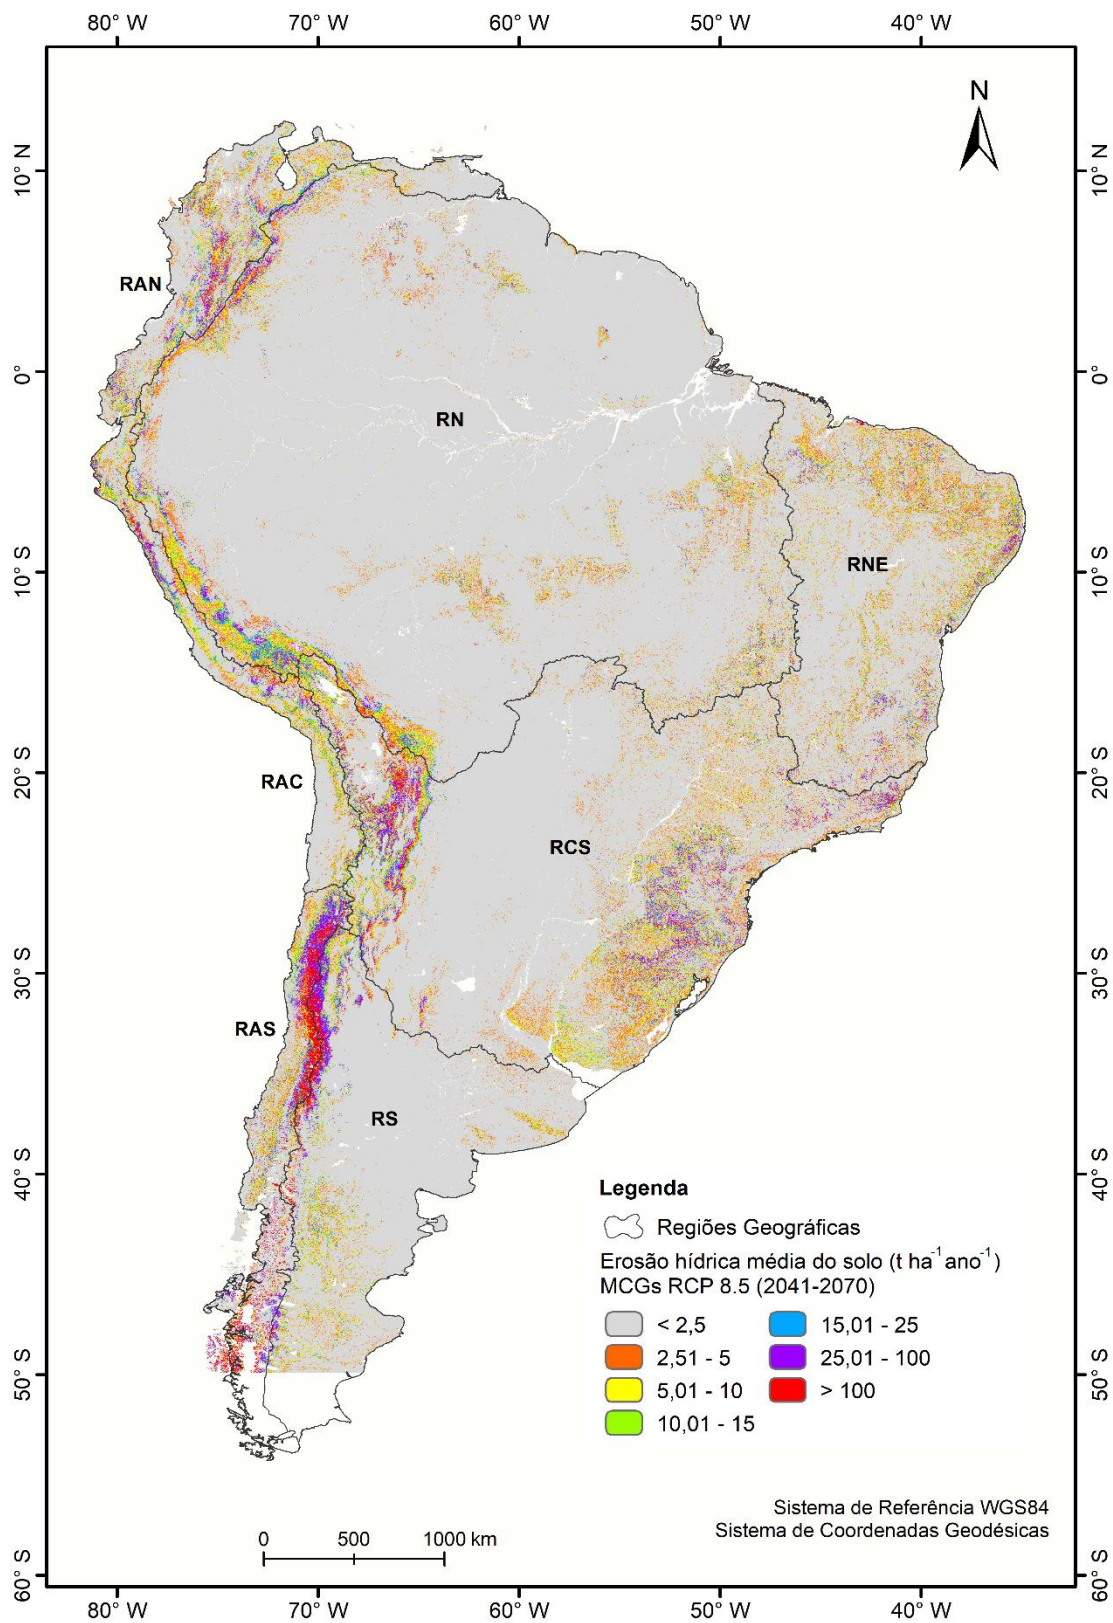 80° W 70° W 60° W 50° W 40° W
10° N 10° N
0° 0°
10° S 10° S
20° S 20° S
30° S 30° S
40° S 40° S
50° S 50° S
60° S 60° S
N
RAN
RN
RNE
RAC
RCS
RAS
RS
Legenda
Regiões Geográficas
Erosão hídrica média do solo (t ha⁻¹ ano⁻¹)
MCGs RCP 8.5 (2041-2070)
< 2,5 15,01 - 25
2,51 - 5 25,01 - 100
5,01 - 10 > 100
10,01 - 15
Sistema de Referência WGS84
Sistema de Coordenadas Geodésicas
0 500 1000 km
80° W 70° W 60° W 50° W 40° W